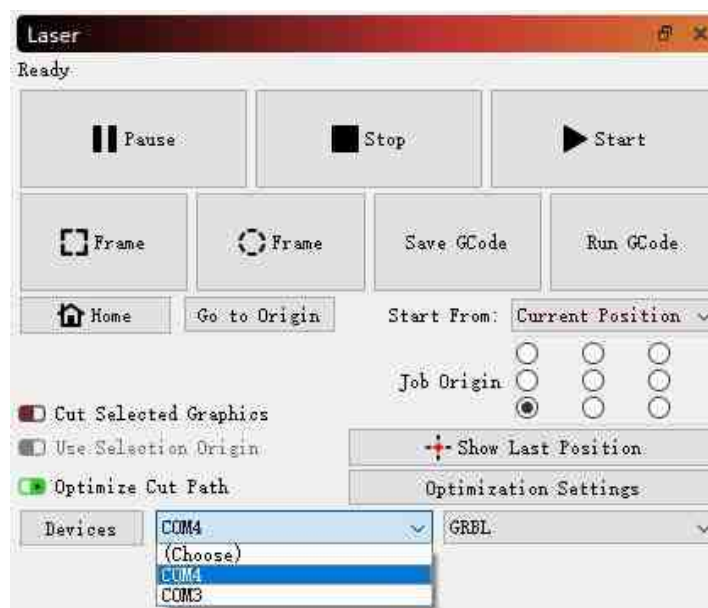 Laser
Ready
Pause Stop Start
Frame Frame Save GCode Run GCode
Home Go to Origin Start From: Current Position
Job Origin
Cut Selected Graphics
Use Selection Origin Show Last Position
Optimize Cut Path Optimization Settings
Devices COM4 GRBL
(Choose)
COM4
COM3